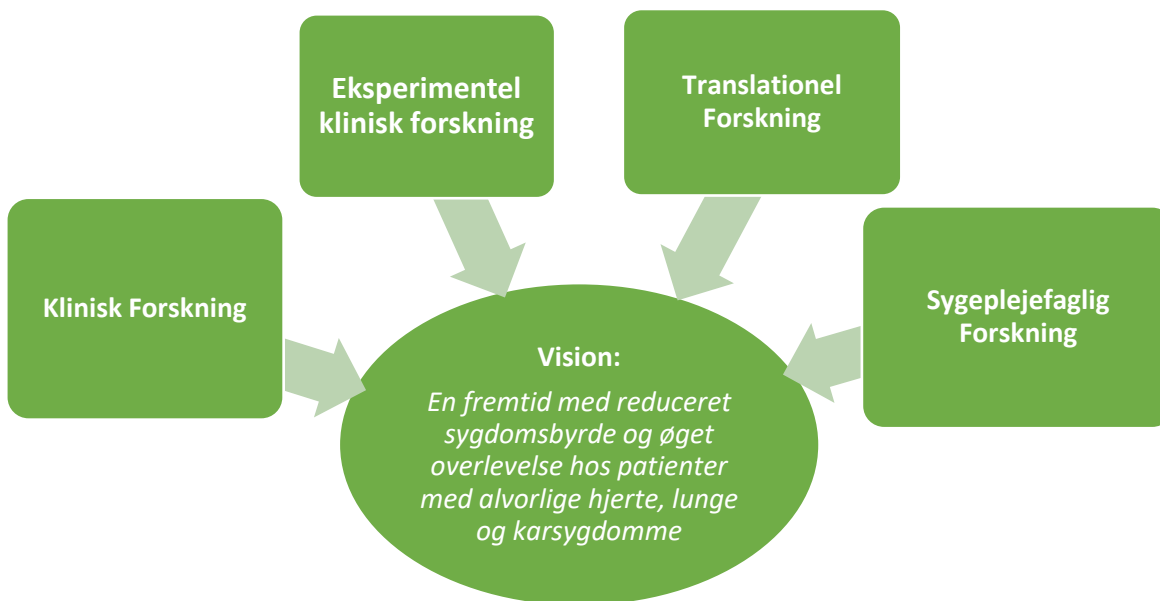 Eksperimentel
klinisk forskning
Translationel
Forskning
Klinisk Forskning
Sygeplejefaglig
Forskning
Vision:
En fremtid med reduceret
sygdomsbyrde og øget
overlevelse hos patienter
med alvorlige hjerte, lunge
og karsygdomme